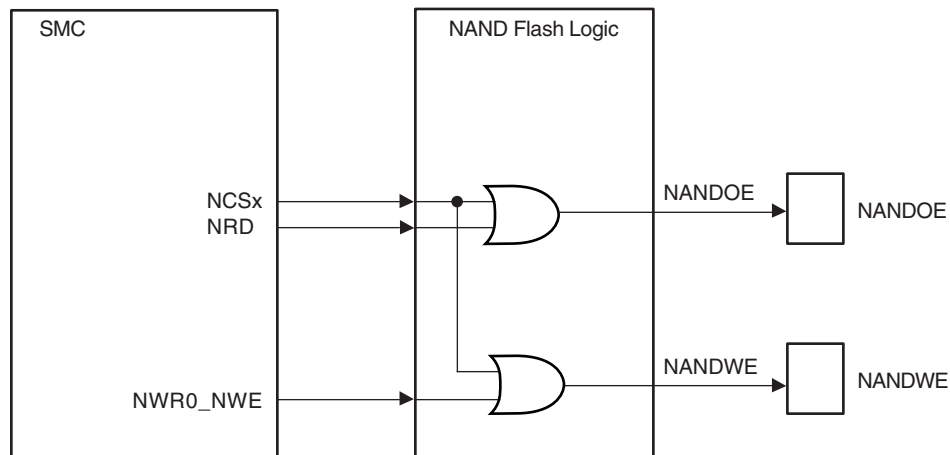 SMC
NAND Flash Logic
NCSx
NRD
NANDOE
NANDOE
NWR0_NWE
NANDWE
NANDWE